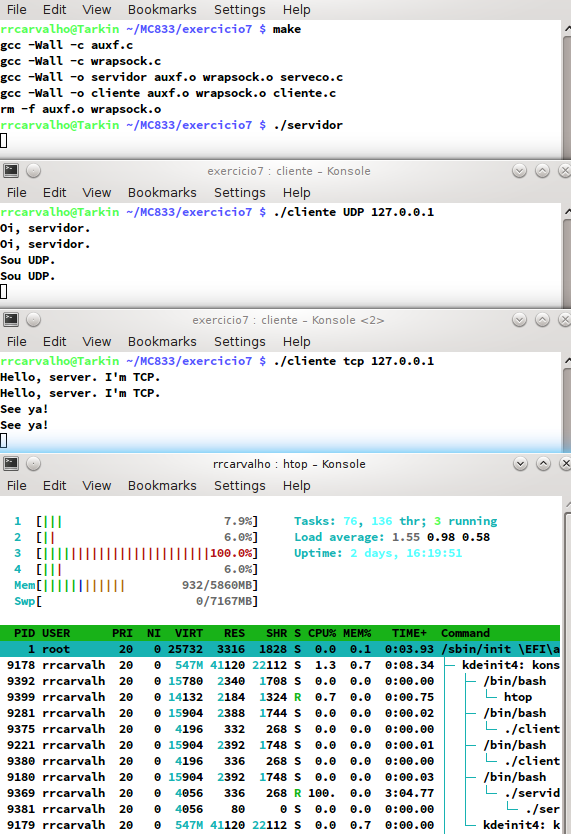 File Edit View Bookmarks Settings Help
rrcarvalho@Tarkin ~/MC833/exercicio7 $ make
gcc -Wall -c auxf.c
gcc -Wall -c wrapsock.c
gcc -Wall -o servidor auxf.o wrapsock.o serveco.c
gcc -Wall -o cliente auxf.o wrapsock.o cliente.c
rm -f auxf.o wrapsock.o
rrcarvalho@Tarkin ~/MC833/exercicio7 $ ./servidor
exercicio7 : cliente – Konsole
File Edit View Bookmarks Settings Help
rrcarvalho@Tarkin ~/MC833/exercicio7 $ ./cliente UDP 127.0.0.1
Oi, servidor.
Oi, servidor.
Sou UDP.
Sou UDP.
exercicio7 : cliente – Konsole <2>
File Edit View Bookmarks Settings Help
rrcarvalho@Tarkin ~/MC833/exercicio7 $ ./cliente tcp 127.0.0.1
Hello, server. I'm TCP.
Hello, server. I'm TCP.
See ya!
See ya!
rrcarvalho : htop – Konsole
File Edit View Bookmarks Settings Help
1 [||| 7.9%] Tasks: 76, 136 thr; 3 running
2 [|| 6.0%] Load average: 1.55 0.98 0.58
3 [||||||||||||||||||||||||100.0%] Uptime: 2 days, 16:19:51
4 [||| 6.0%]
Mem[||||||||||||| 932/5860MB]
Swp[ 0/7167MB]
PID USER PRI NI VIRT RES SHR S CPU% MEM% TIME+ Command
1 root 20 0 25732 3316 1828 S 0.0 0.1 0:03.93 /sbin/init \EFI\a
9178 rrcarvalh 20 0 547M 41120 22112 S 1.3 0.7 0:08.34 ├─ kdeinit4: kons
9392 rrcarvalh 20 0 15780 2340 1708 S 0.0 0.0 0:00.00 │ ├─ /bin/bash
9399 rrcarvalh 20 0 14132 2184 1324 R 0.7 0.0 0:00.75 │ │ └─ htop
9281 rrcarvalh 20 0 15904 2388 1744 S 0.0 0.0 0:00.02 │ ├─ /bin/bash
9375 rrcarvalh 20 0 4196 332 268 S 0.0 0.0 0:00.00 │ │ └─ ./client
9221 rrcarvalh 20 0 15904 2392 1748 S 0.0 0.0 0:00.01 │ ├─ /bin/bash
9380 rrcarvalh 20 0 4196 336 268 S 0.0 0.0 0:00.00 │ │ └─ ./client
9180 rrcarvalh 20 0 15904 2392 1748 S 0.0 0.0 0:00.03 │ ├─ /bin/bash
9369 rrcarvalh 20 0 4056 336 268 R 100. 0.0 3:04.77 │ │ └─ ./servid
9381 rrcarvalh 20 0 4056 80 0 S 0.0 0.0 0:00.00 │ │ └─ ./ser
9179 rrcarvalh 20 0 547M 41120 22112 S 0.0 0.7 0:00.00 │ ├─ kdeinit4: k